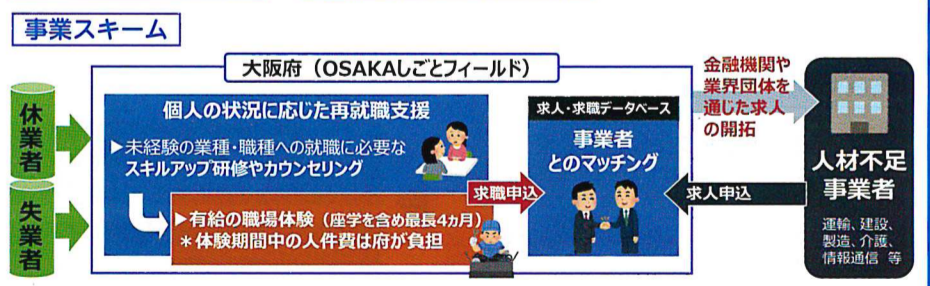 事業スキーム
大阪府（OSAKAしごとフィールド）
休業者
失業者
個人の状況に応じた再就職支援
▶未経験の業種・職種への就職に必要な
スキルアップ研修やカウンセリング
▶有給の職場体験（座学を含め最長4ヵ月）
＊体験期間中の人件費は府が負担
求職申込
求人・求職データベース
事業者
とのマッチング
求人申込
金融機関や
業界団体を
通じた求人
の開拓
人材不足
事業者
運輸、建設、
製造、介護、
情報通信 等